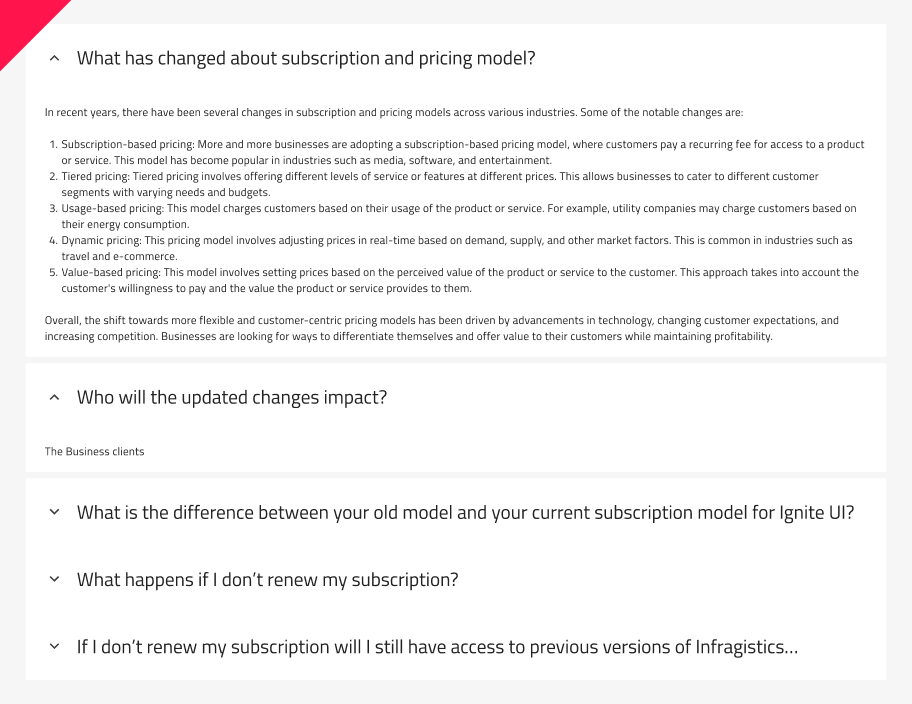 What has changed about subscription and pricing model?
In recent years, there have been several changes in subscription and pricing models across various industries. Some of the notable changes are:
1. Subscription-based pricing: More and more businesses are adopting a subscription-based pricing model, where customers pay a recurring fee for access to a product
or service. This model has become popular in industries such as media, software, and entertainment.
2. Tiered pricing: Tiered pricing involves offering different levels of service or features at different prices. This allows businesses to cater to different customer
segments with varying needs and budgets.
3. Usage-based pricing: This model charges customers based on their usage of the product or service. For example, utility companies may charge customers based on
their energy consumption.
4. Dynamic pricing: This pricing model involves adjusting prices in real-time based on demand, supply, and other market factors. This is common in industries such as
travel and e-commerce.
5. Value-based pricing: This model involves setting prices based on the perceived value of the product or service to the customer. This approach takes into account the
customer's willingness to pay and the value the product or service provides to them.
Overall, the shift towards more flexible and customer-centric pricing models has been driven by advancements in technology, changing customer expectations, and
increasing competition. Businesses are looking for ways to differentiate themselves and offer value to their customers while maintaining profitability.
Who will the updated changes impact?
The Business clients
What is the difference between your old model and your current subscription model for Ignite UI?
What happens if I don’t renew my subscription?
If I don’t renew my subscription will I still have access to previous versions of Infragistics...